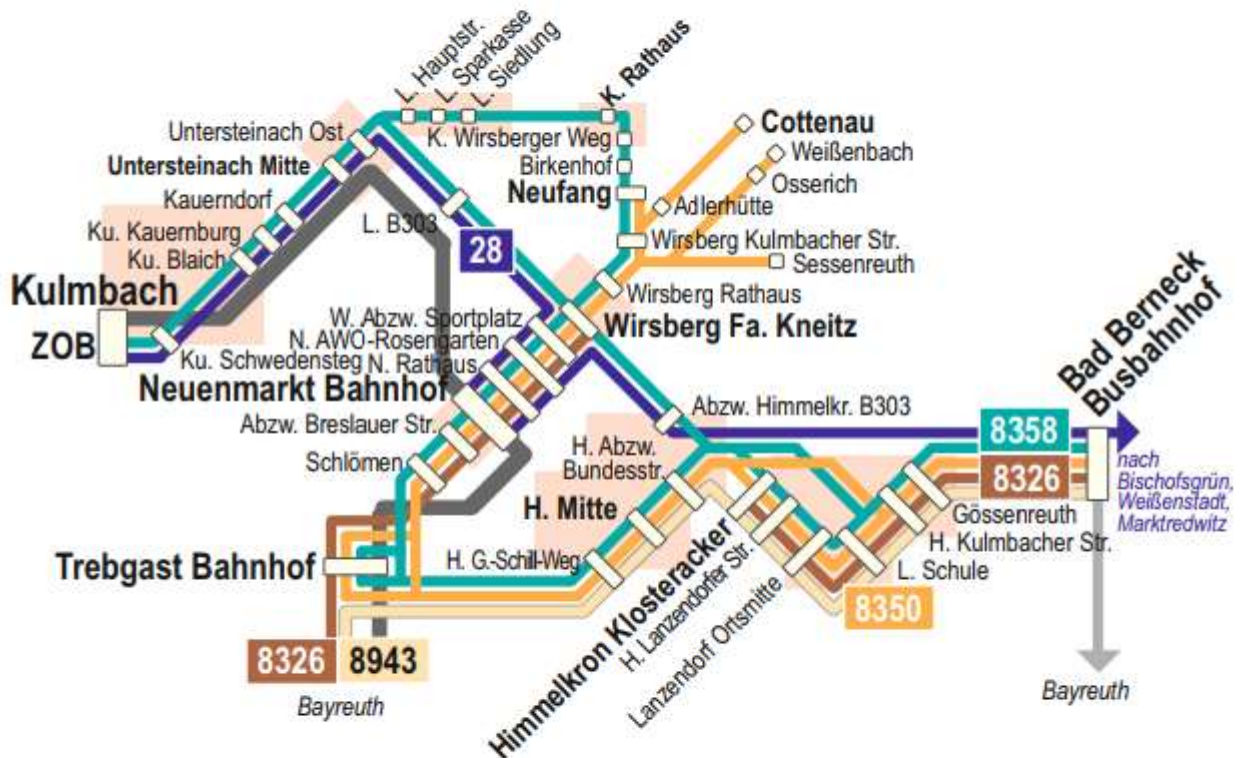 L. Hauptstr.
L. Sparkasse
L. Siedlung
K. Rathaus
Untersteinach Ost
K. Wirsberger Weg
Cottenau
Untersteinach Mitte
Birkenhof
Weißenbach
Kauerndorf
Neufang
Osserich
Adlerhütte
Ku. Kauernburg
L. B303
Wirsberg Kulmbacher Str.
Ku. Blaich
28
Sessenreuth
Kulmbach
ZOB
Wirsberg Rathaus
W. Abzw. Sportplatz
Wirsberg Fa. Kneitz
N. AWO-Rosengarten
Ku. Schwedensteg
N. Rathaus
Neuenmarkt Bahnhof
Bad Berneck
Busbahnhof
Abzw. Breslauer Str.
Abzw. Himmelkr. B303
8358
Schlömen
H. Abzw.
Bundesstr.
nach
Bischofsgrün,
Weißenstadt,
Marktredwitz
8326
H. Mitte
Gössenreuth
H. Kulmbacher Str.
Trebgast Bahnhof
H. G.-Schill-Weg
L. Schule
8350
Himmelkron Klosteracker
H. Lanzendorfer Str.
Lanzendorf Ortsmitte
8326
8943
Bayreuth
Bayreuth